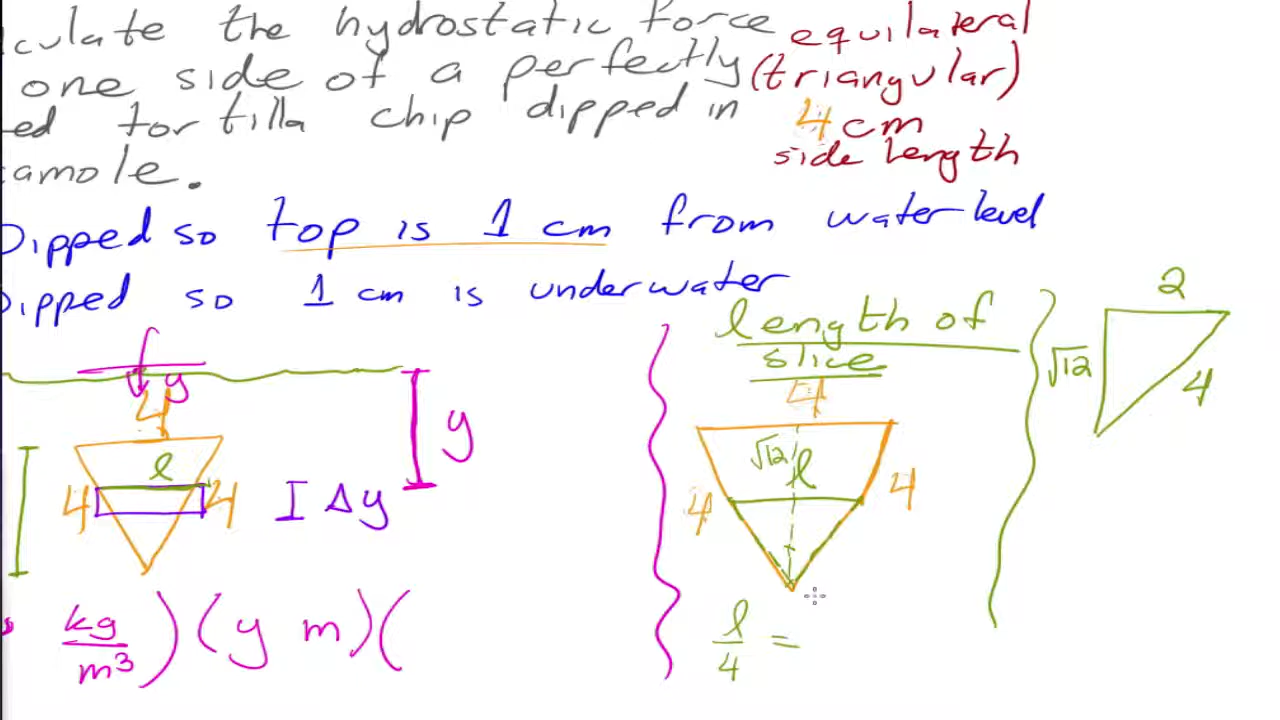 culate the hydrostatic force equilateral
one side of a perfectly (triangular)
ed tortilla chip dipped in 4 cm
amole. side length
Dipped so top is 1 cm from water level
Dipped so 1 cm is underwater
length of
slice
2
√12
4
y
4
y
l
4 4
I Δy
4
√12 l
4 4
kg/m³) (y m) (
l/4 =